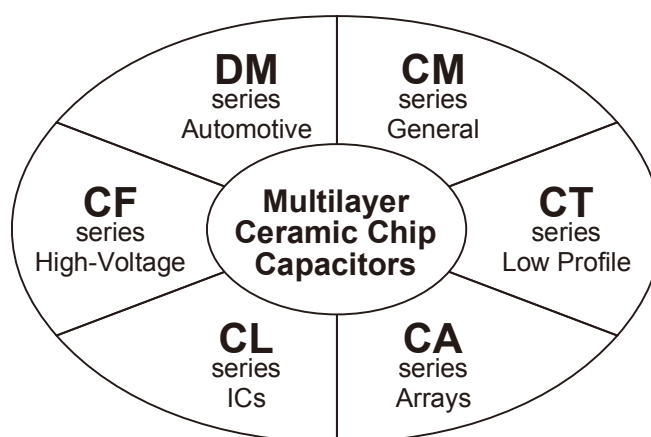 DM
series
Automotive
CM
series
General
CF
series
High-Voltage
Multilayer
Ceramic Chip
Capacitors
CT
series
Low Profile
CL
series
ICs
CA
series
Arrays